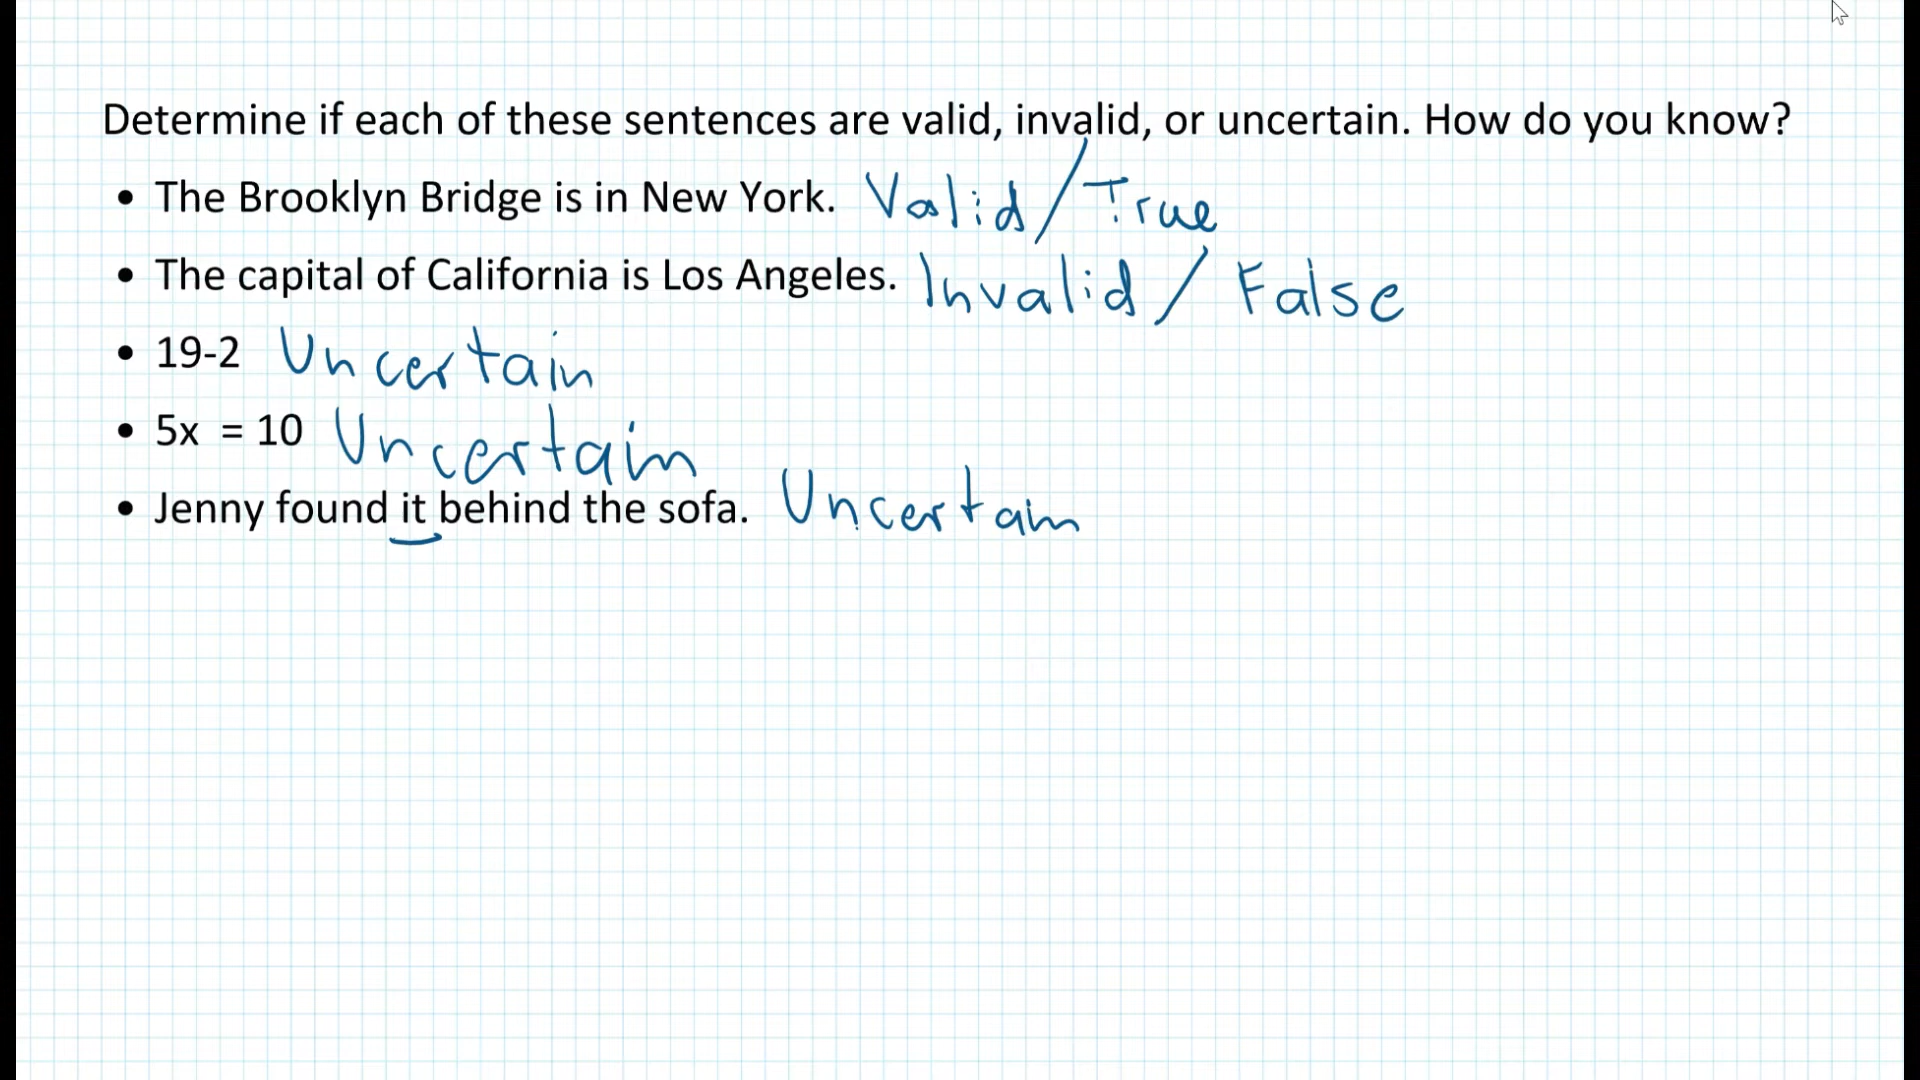 Determine if each of these sentences are valid, invalid, or uncertain. How do you know?
• The Brooklyn Bridge is in New York. Valid/True
• The capital of California is Los Angeles. Invalid/False
• 19-2 Uncertain
• 5x = 10 Uncertain
• Jenny found it behind the sofa. Uncertain